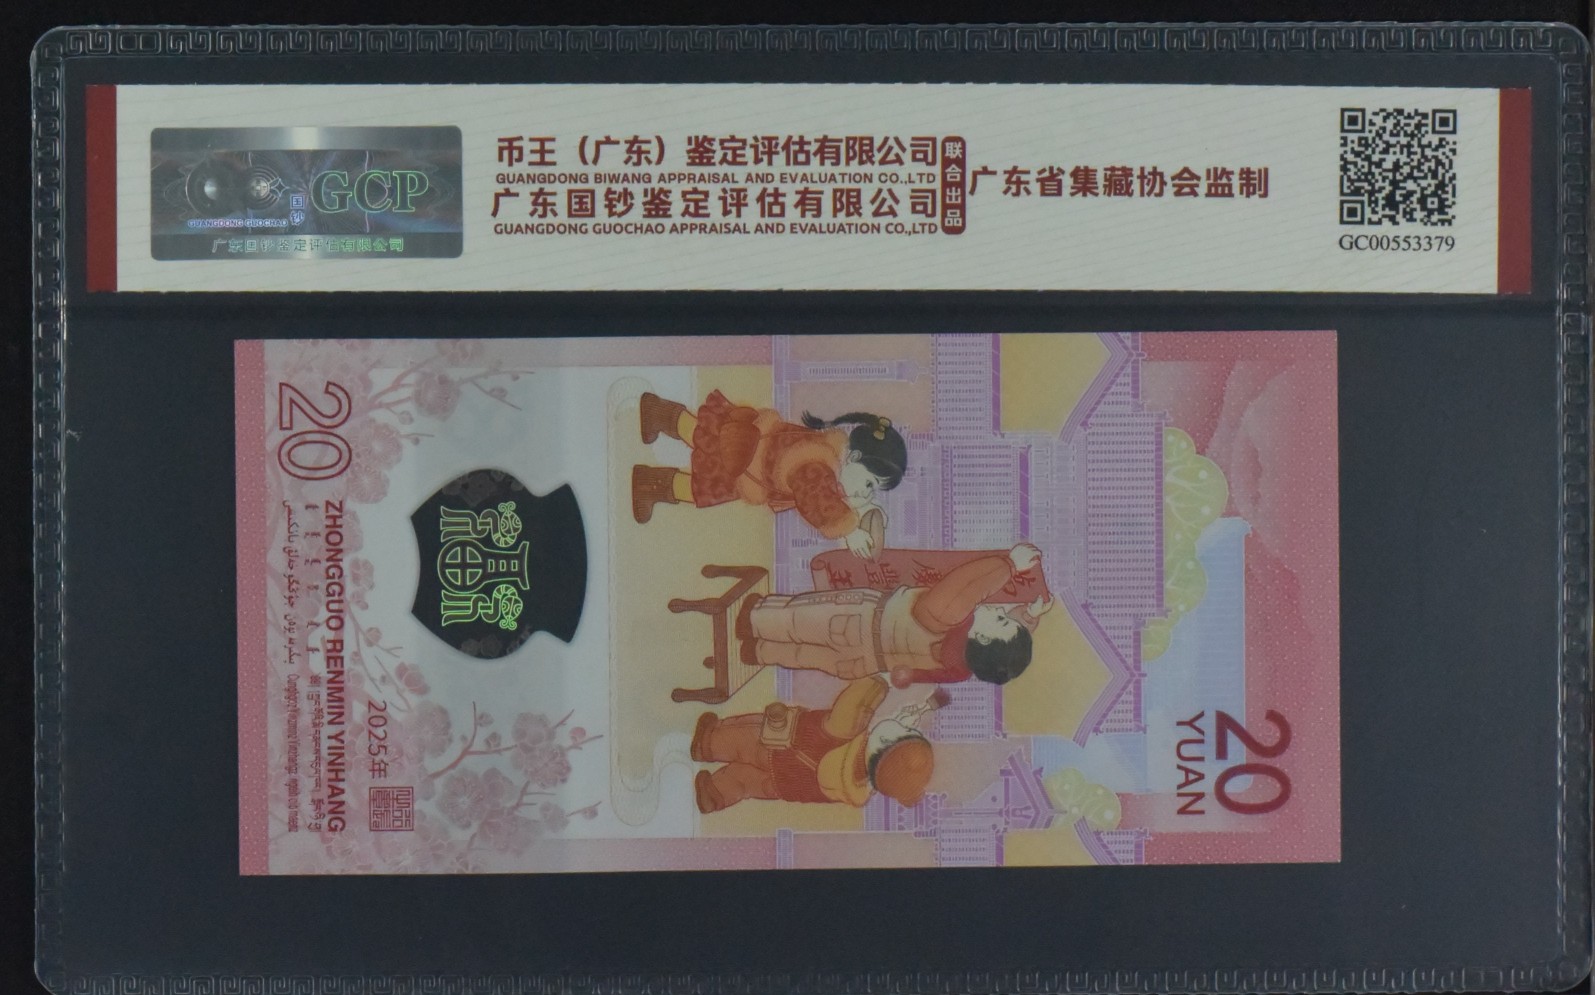 国钞
GCP
GUANGDONG GUOCHAO
广东国钞鉴定评估有限公司
币王（广东）鉴定评估有限公司
GUANGDONG BIWANG APPRAISAL AND EVALUATION CO.,LTD
广东国钞鉴定评估有限公司
GUANGDONG GUOCHAO APPRAISAL AND EVALUATION CO.,LTD
联合出品
广东省集藏协会监制
GC00553379
20
ZHONGGUO RENMIN YINHANG
2025年
20
YUAN